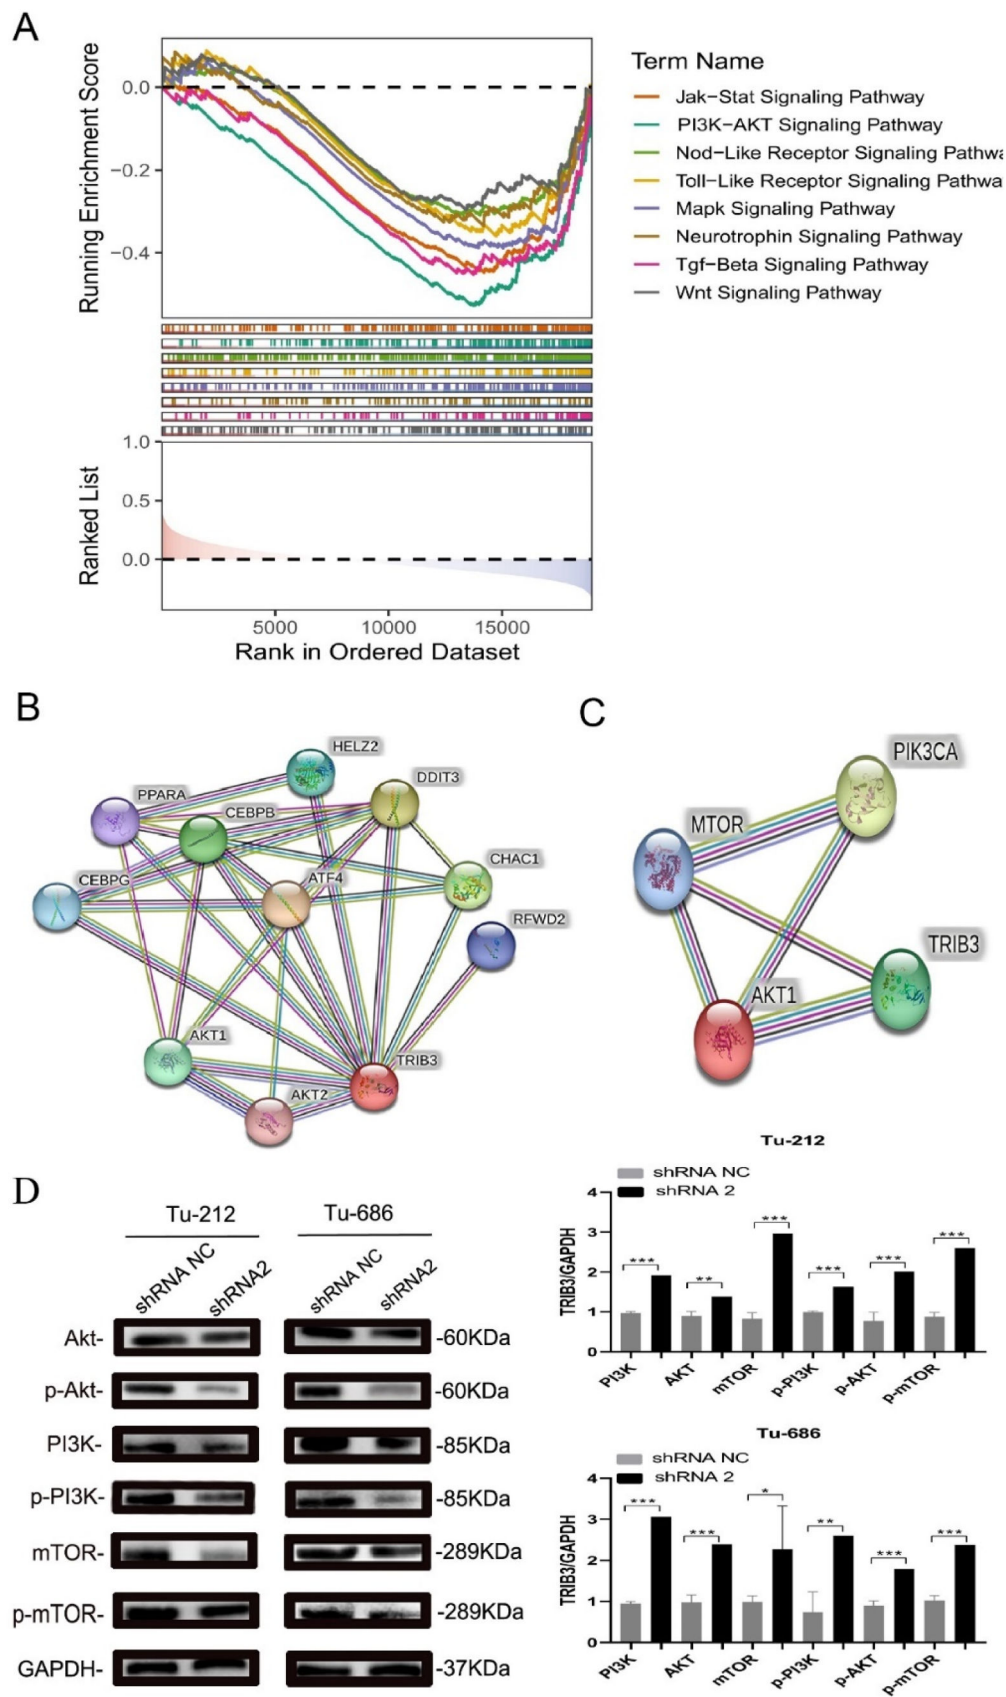 A
Running Enrichment Score
0.0
−0.2
−0.4
Term Name
Jak−Stat Signaling Pathway
PI3K−AKT Signaling Pathway
Nod−Like Receptor Signaling Pathwa
Toll−Like Receptor Signaling Pathwa
Mapk Signaling Pathway
Neurotrophin Signaling Pathway
Tgf−Beta Signaling Pathway
Wnt Signaling Pathway
Ranked List
1.0
0.5
0.0
5000 10000 15000
Rank in Ordered Dataset
B
HELZ2
DDIT3
PPARA
CEBPB
CHAC1
CEBPG
ATF4
RFWD2
AKT1
TRIB3
AKT2
C
PIK3CA
MTOR
TRIB3
AKT1
D
Tu-212 Tu-686
shRNA NC shRNA2 shRNA NC shRNA2
Akt- -60KDa
p-Akt- -60KDa
PI3K- -85KDa
p-PI3K- -85KDa
mTOR- -289KDa
p-mTOR- -289KDa
GAPDH- -37KDa
Tu-212
shRNA NC
shRNA 2
TRIB3/GAPDH
4
3
2
1
0
*** ** *** *** *** ***
PI3K AKT mTOR p-PI3K p-AKT p-mTOR
Tu-686
shRNA NC
shRNA 2
TRIB3/GAPDH
4
3
2
1
0
*** *** * ** *** ***
PI3K AKT mTOR p-PI3K p-AKT p-mTOR